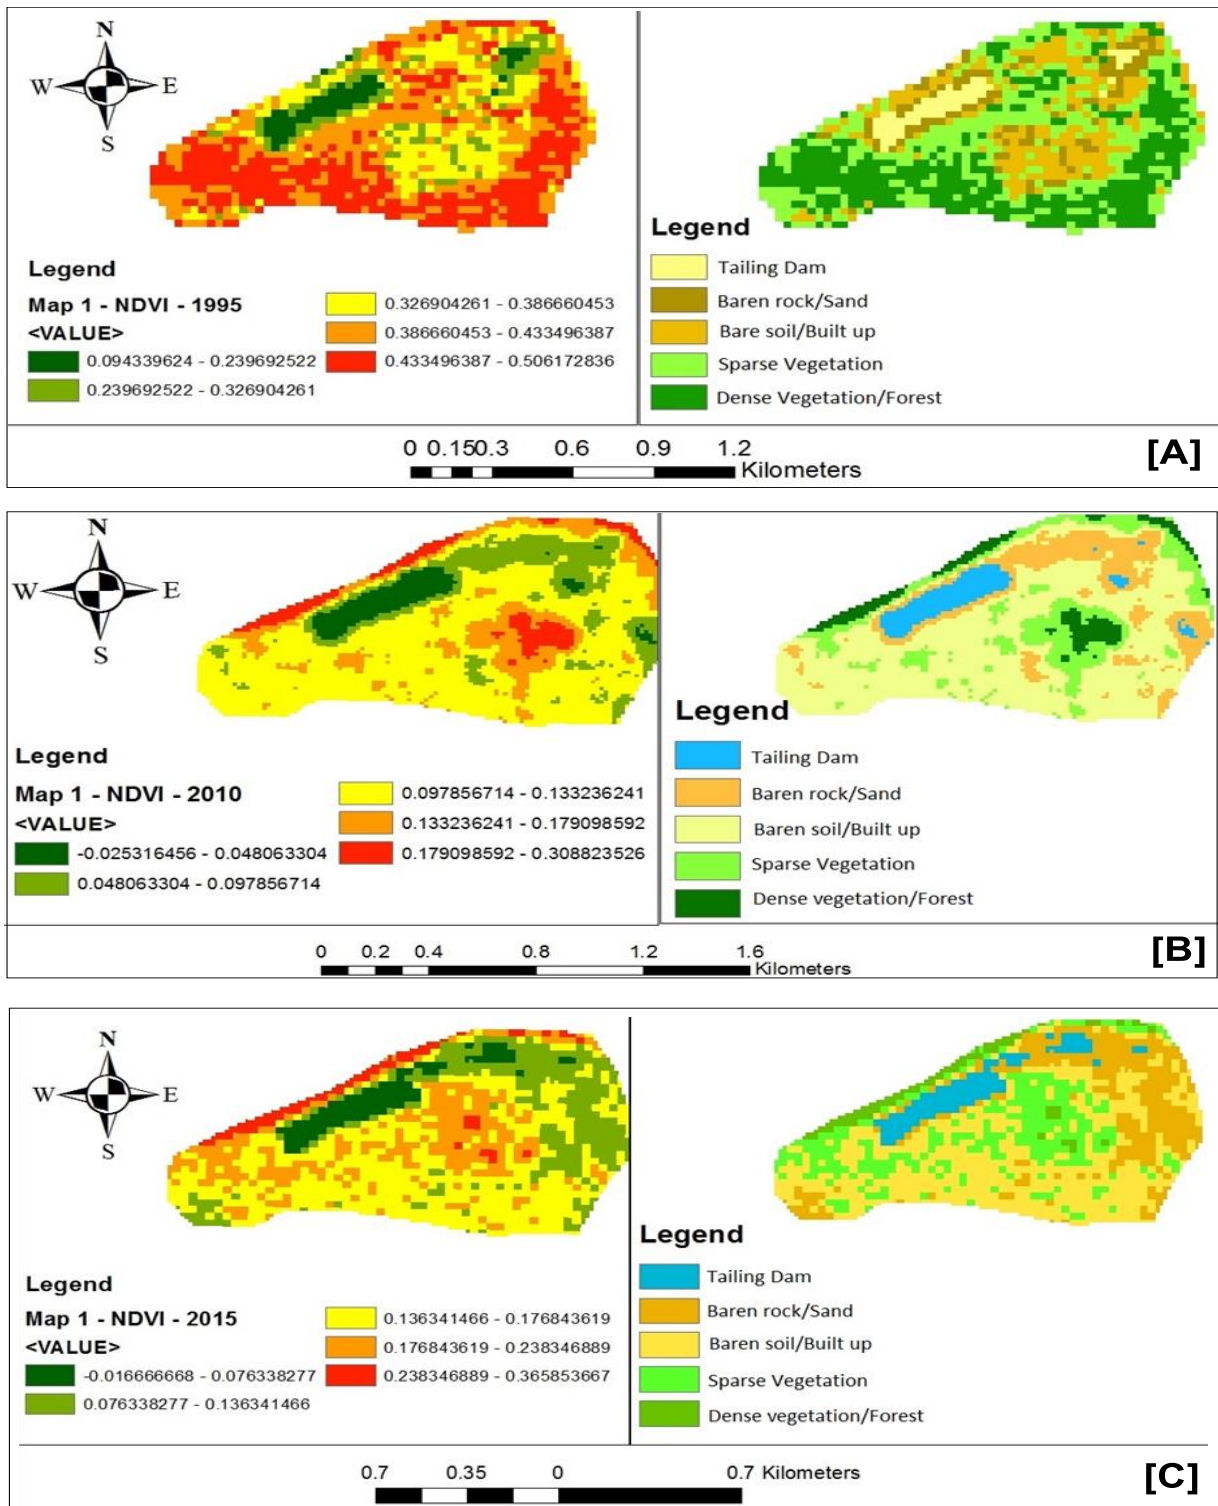 N
W E
S
Legend
Map 1 - NDVI - 1995
<VALUE>
0.094339624 - 0.239692522
0.239692522 - 0.326904261
0.326904261 - 0.386660453
0.386660453 - 0.433496387
0.433496387 - 0.506172836
Legend
Tailing Dam
Baren rock/Sand
Bare soil/Built up
Sparse Vegetation
Dense Vegetation/Forest
0 0.15 0.3 0.6 0.9 1.2
Kilometers
[A]
N
W E
S
Legend
Map 1 - NDVI - 2010
<VALUE>
-0.025316456 - 0.048063304
0.048063304 - 0.097856714
0.097856714 - 0.133236241
0.133236241 - 0.179098592
0.179098592 - 0.308823526
Legend
Tailing Dam
Baren rock/Sand
Baren soil/Built up
Sparse Vegetation
Dense vegetation/Forest
0 0.2 0.4 0.8 1.2 1.6
Kilometers
[B]
N
W E
S
Legend
Map 1 - NDVI - 2015
<VALUE>
-0.016666668 - 0.076338277
0.076338277 - 0.136341466
0.136341466 - 0.176843619
0.176843619 - 0.238346889
0.238346889 - 0.365853667
Legend
Tailing Dam
Baren rock/Sand
Baren soil/Built up
Sparse Vegetation
Dense vegetation/Forest
0.7 0.35 0 0.7 Kilometers
[C]